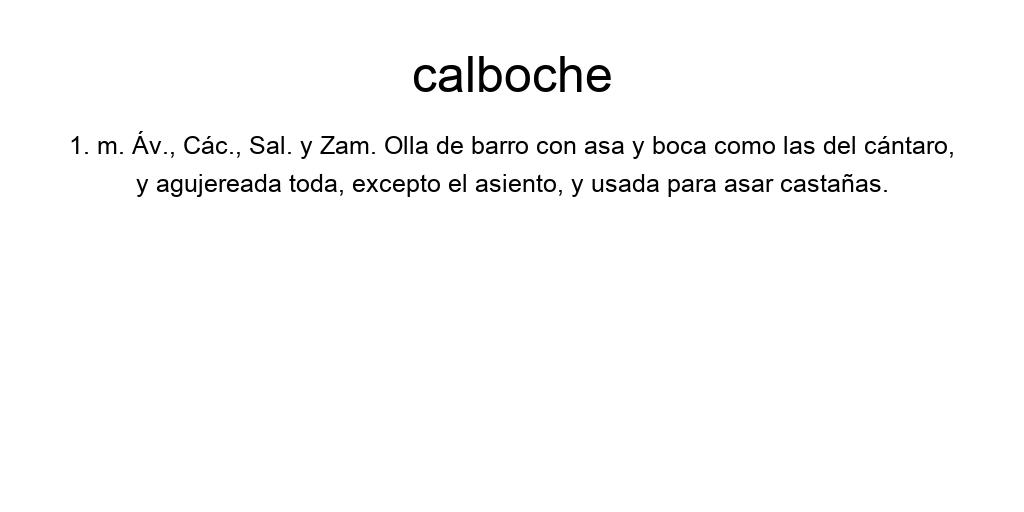 calboche
1. m. Áv., Các., Sal. y Zam. Olla de barro con asa y boca como las del cántaro,
y agujereada toda, excepto el asiento, y usada para asar castañas.